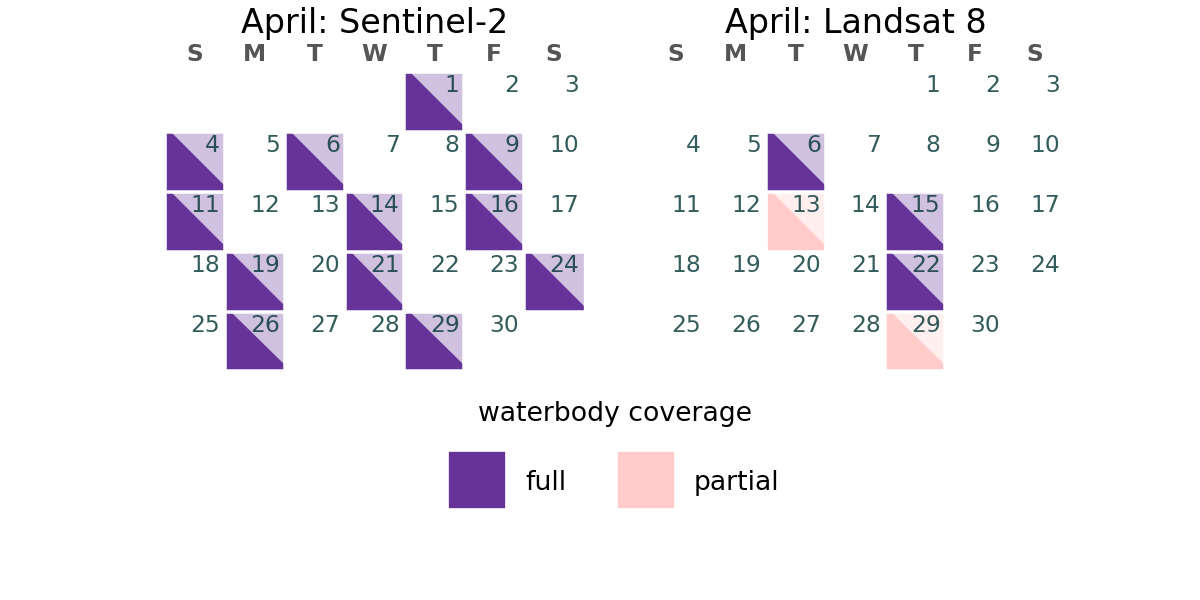 April: Sentinel-2
S M T W T F S
1 2 3
4 5 6 7 8 9 10
11 12 13 14 15 16 17
18 19 20 21 22 23 24
25 26 27 28 29 30
April: Landsat 8
S M T W T F S
1 2 3
4 5 6 7 8 9 10
11 12 13 14 15 16 17
18 19 20 21 22 23 24
25 26 27 28 29 30
waterbody coverage
full partial